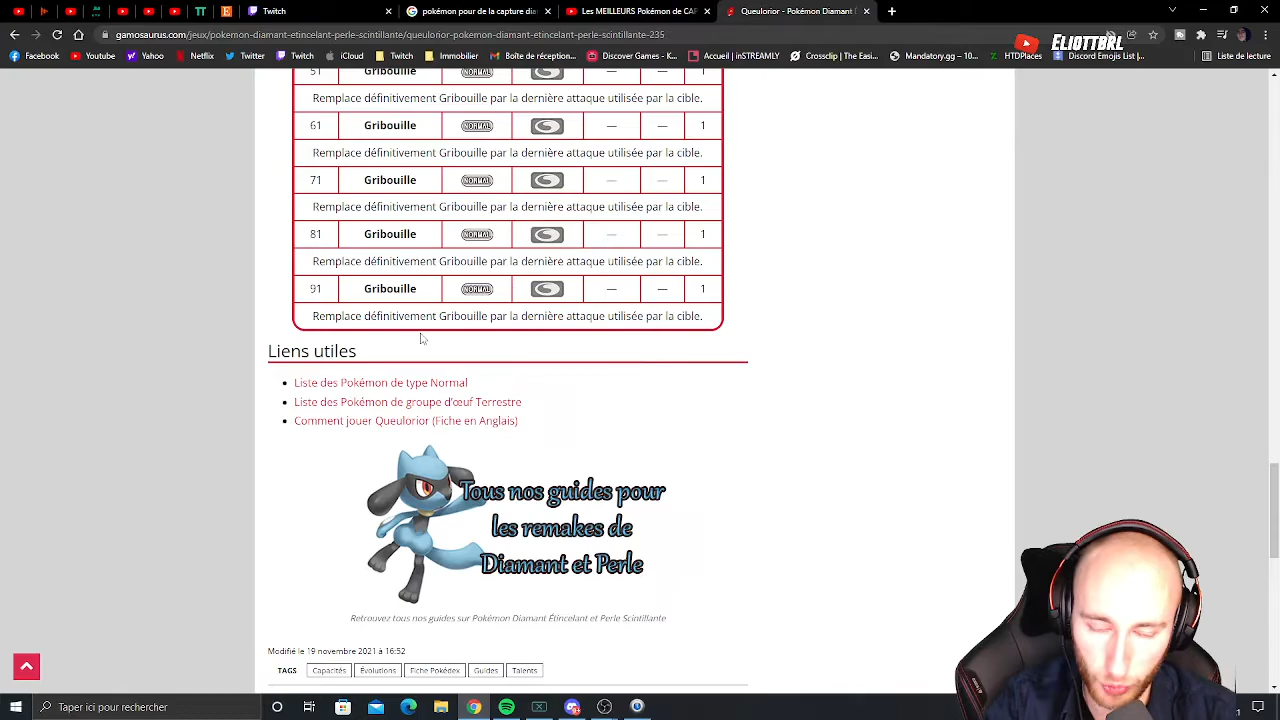 Twitch
pokémon pour de la capture dia
Les MEILLEURS Pokémon de CAP
Queulorior - Pokémon Diamant É
gamosaurus.com/jeux/pokemon-diamant-etincelant-perle-scintillante/queulorior-pokemon-diamant-etincelant-perle-scintillante-235
ELIOTTBRL
Facebook Youtube Yahoo Netflix Twitter Twitch iCloud Twitch Immobilier Boîte de réception... Discover Games - K... Accueil | inSTREAMLY Crossclip | The Easi... Mandatory.gg – 10... HTDPlaces Discord Emojis List |... Liste de lecture
51 Gribouille NORMAL 1
Remplace définitivement Gribouille par la dernière attaque utilisée par la cible.
61 Gribouille NORMAL — — 1
Remplace définitivement Gribouille par la dernière attaque utilisée par la cible.
71 Gribouille NORMAL — — 1
Remplace définitivement Gribouille par la dernière attaque utilisée par la cible.
81 Gribouille NORMAL — — 1
Remplace définitivement Gribouille par la dernière attaque utilisée par la cible.
91 Gribouille NORMAL — — 1
Remplace définitivement Gribouille par la dernière attaque utilisée par la cible.
Liens utiles
Liste des Pokémon de type Normal
Liste des Pokémon de groupe d'œuf Terrestre
Comment jouer Queulorior (Fiche en Anglais)
Tous nos guides pour
les remakes de
Diamant et Perle
Retrouvez tous nos guides sur Pokémon Diamant Étincelant et Perle Scintillante
Modifié le 19 novembre 2021 à 16:52
TAGS Capacités Évolutions Fiche Pokédex Guides Talents
Taper ici pour rechercher